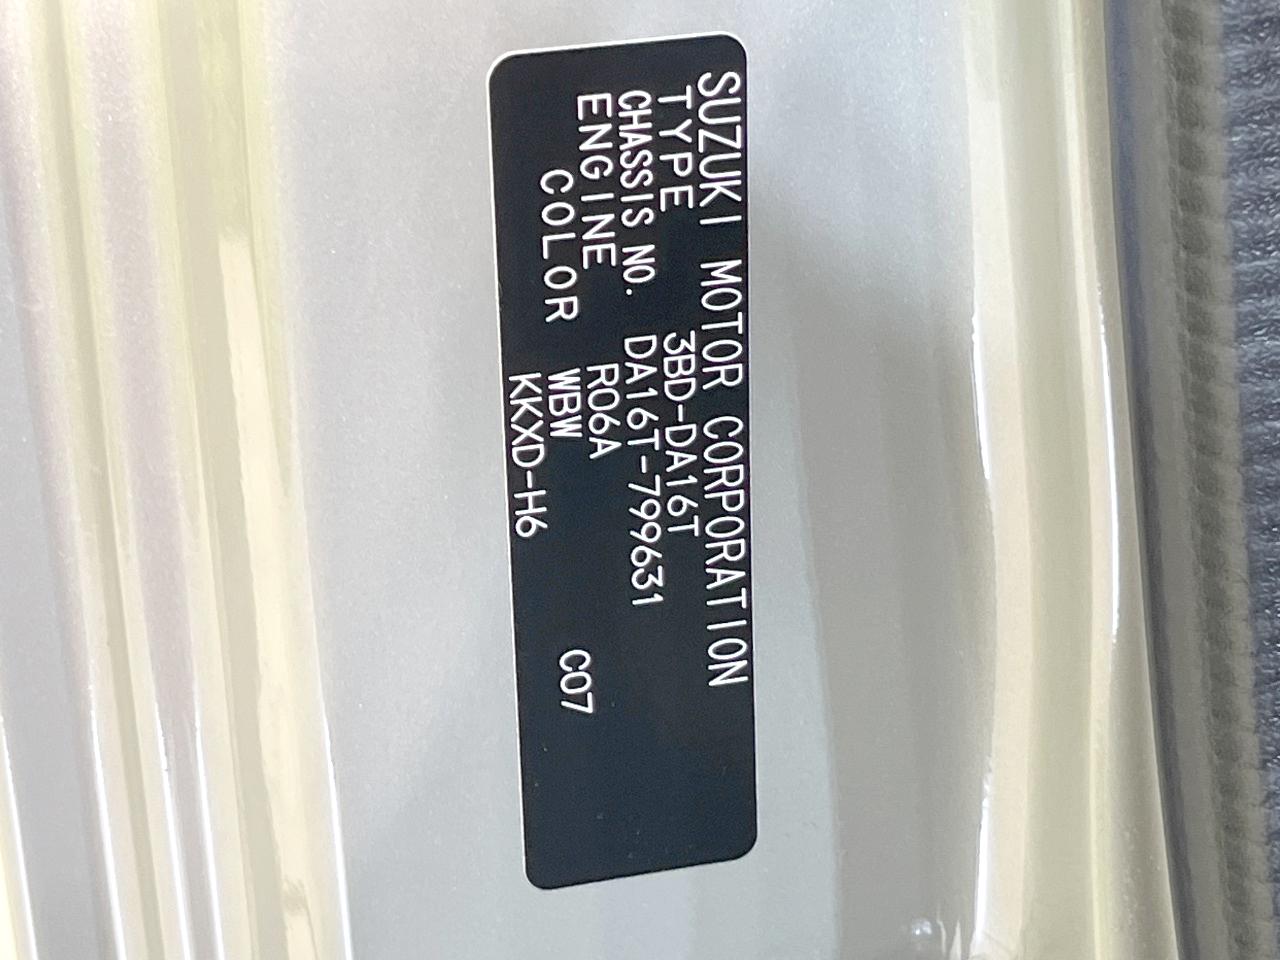 SUZUKI MOTOR CORPORATION
TYPE 3BD-DA16T
CHASSIS NO. DA16T-799631
ENGINE R06A
COLOR WBW C07
KKXD-H6